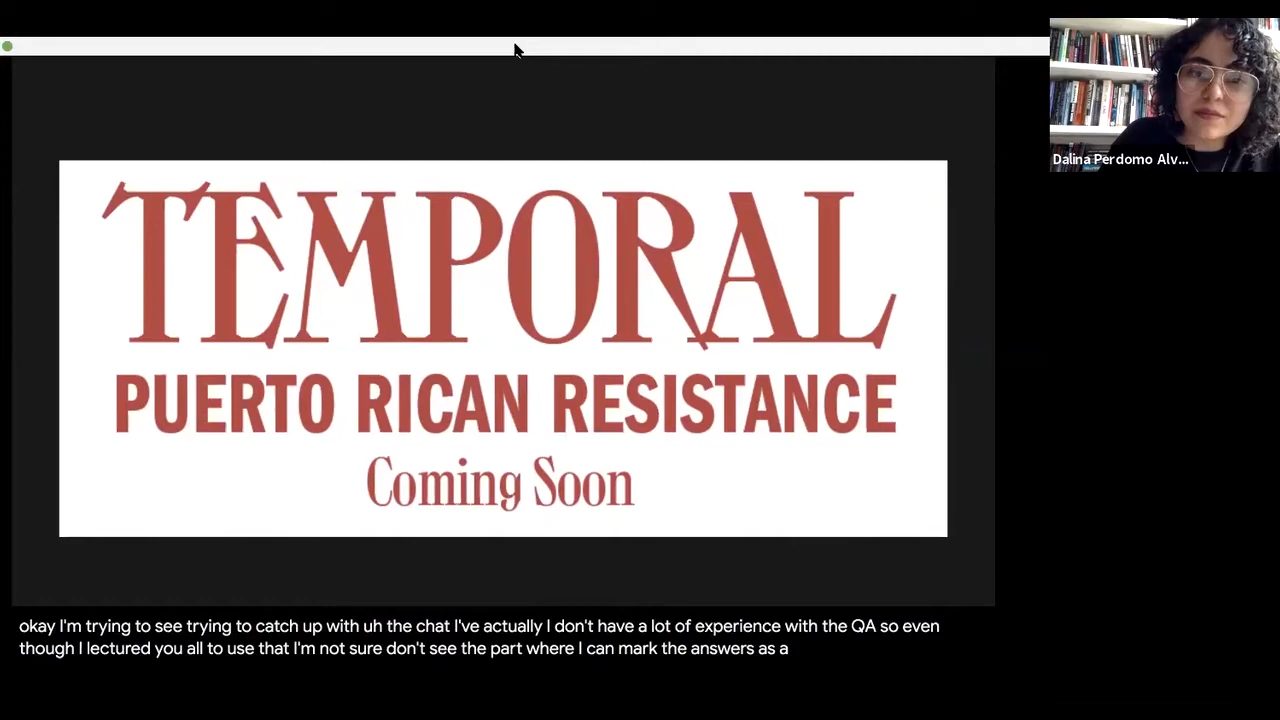 TEMPORAL
PUERTO RICAN RESISTANCE
Coming Soon
Dalina Perdomo Alv...
okay I'm trying to see trying to catch up with uh the chat I've actually I don't have a lot of experience with the QA so even
though I lectured you all to use that I'm not sure don't see the part where I can mark the answers as a